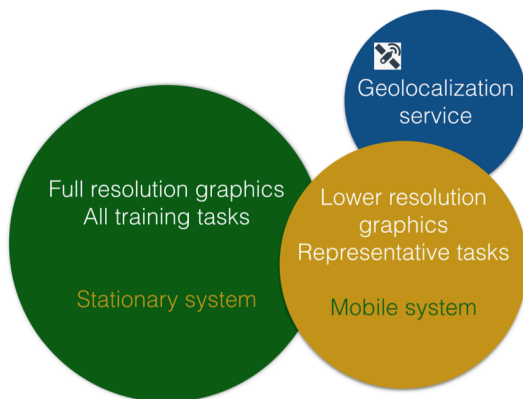 Geolocalization
service
Full resolution graphics
All training tasks
Stationary system
Lower resolution
graphics
Representative tasks
Mobile system